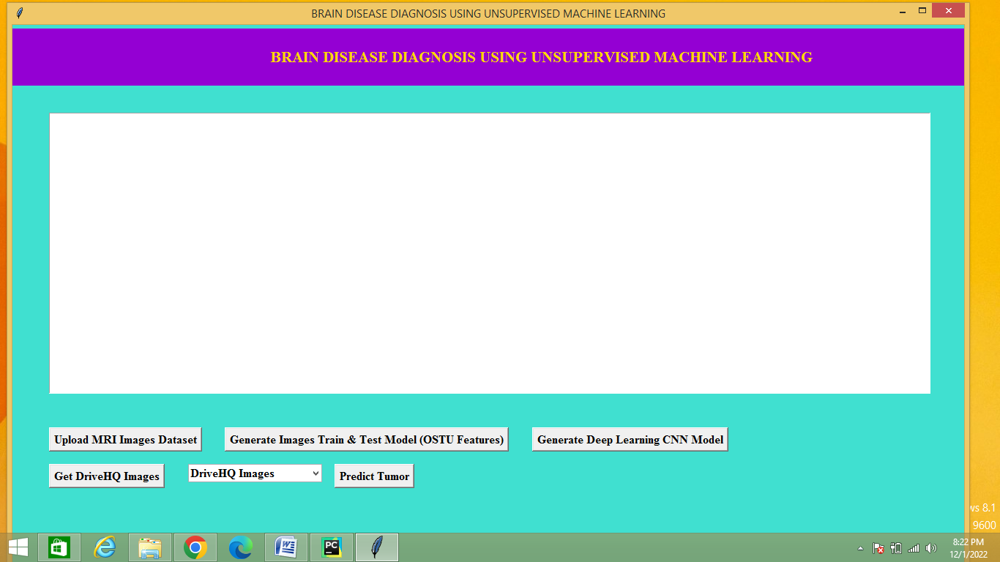 BRAIN DISEASE DIAGNOSIS USING UNSUPERVISED MACHINE LEARNING
BRAIN DISEASE DIAGNOSIS USING UNSUPERVISED MACHINE LEARNING
Upload MRI Images Dataset
Generate Images Train & Test Model (OSTU Features)
Generate Deep Learning CNN Model
Get DriveHQ Images
DriveHQ Images
Predict Tumor
ws 8.1
9600
PC
8:22 PM
12/1/2022